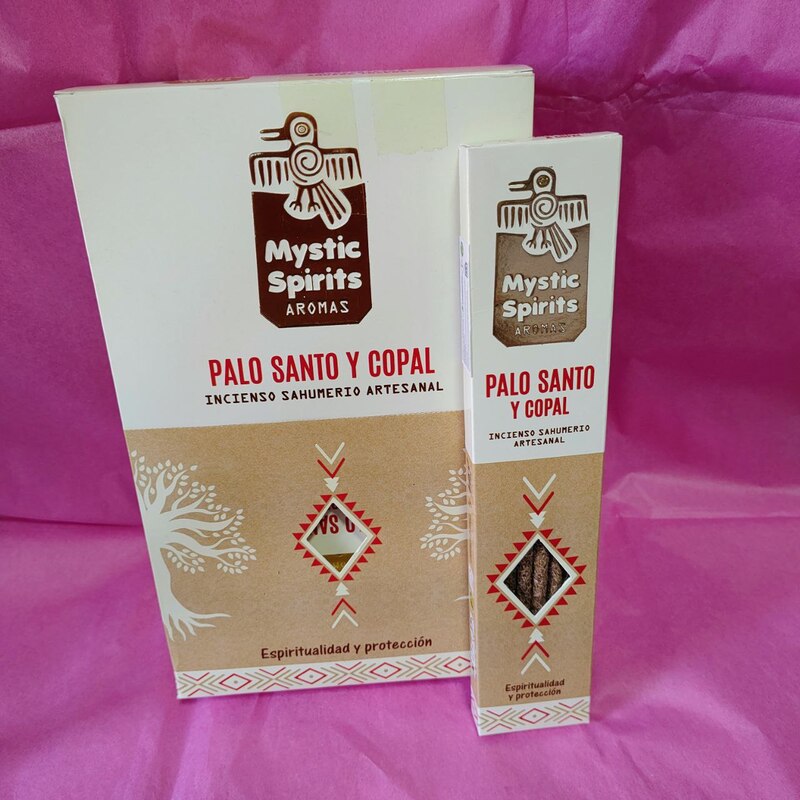 Mystic
Spirits
AROMAS
PALO SANTO Y COPAL
INCIENSO SAHUMERIO ARTESANAL
Espiritualidad y protección
Mystic
Spirits
AROMAS
PALO SANTO
Y COPAL
INCIENSO SAHUMERIO
ARTESANAL
Espiritualidad
y protección